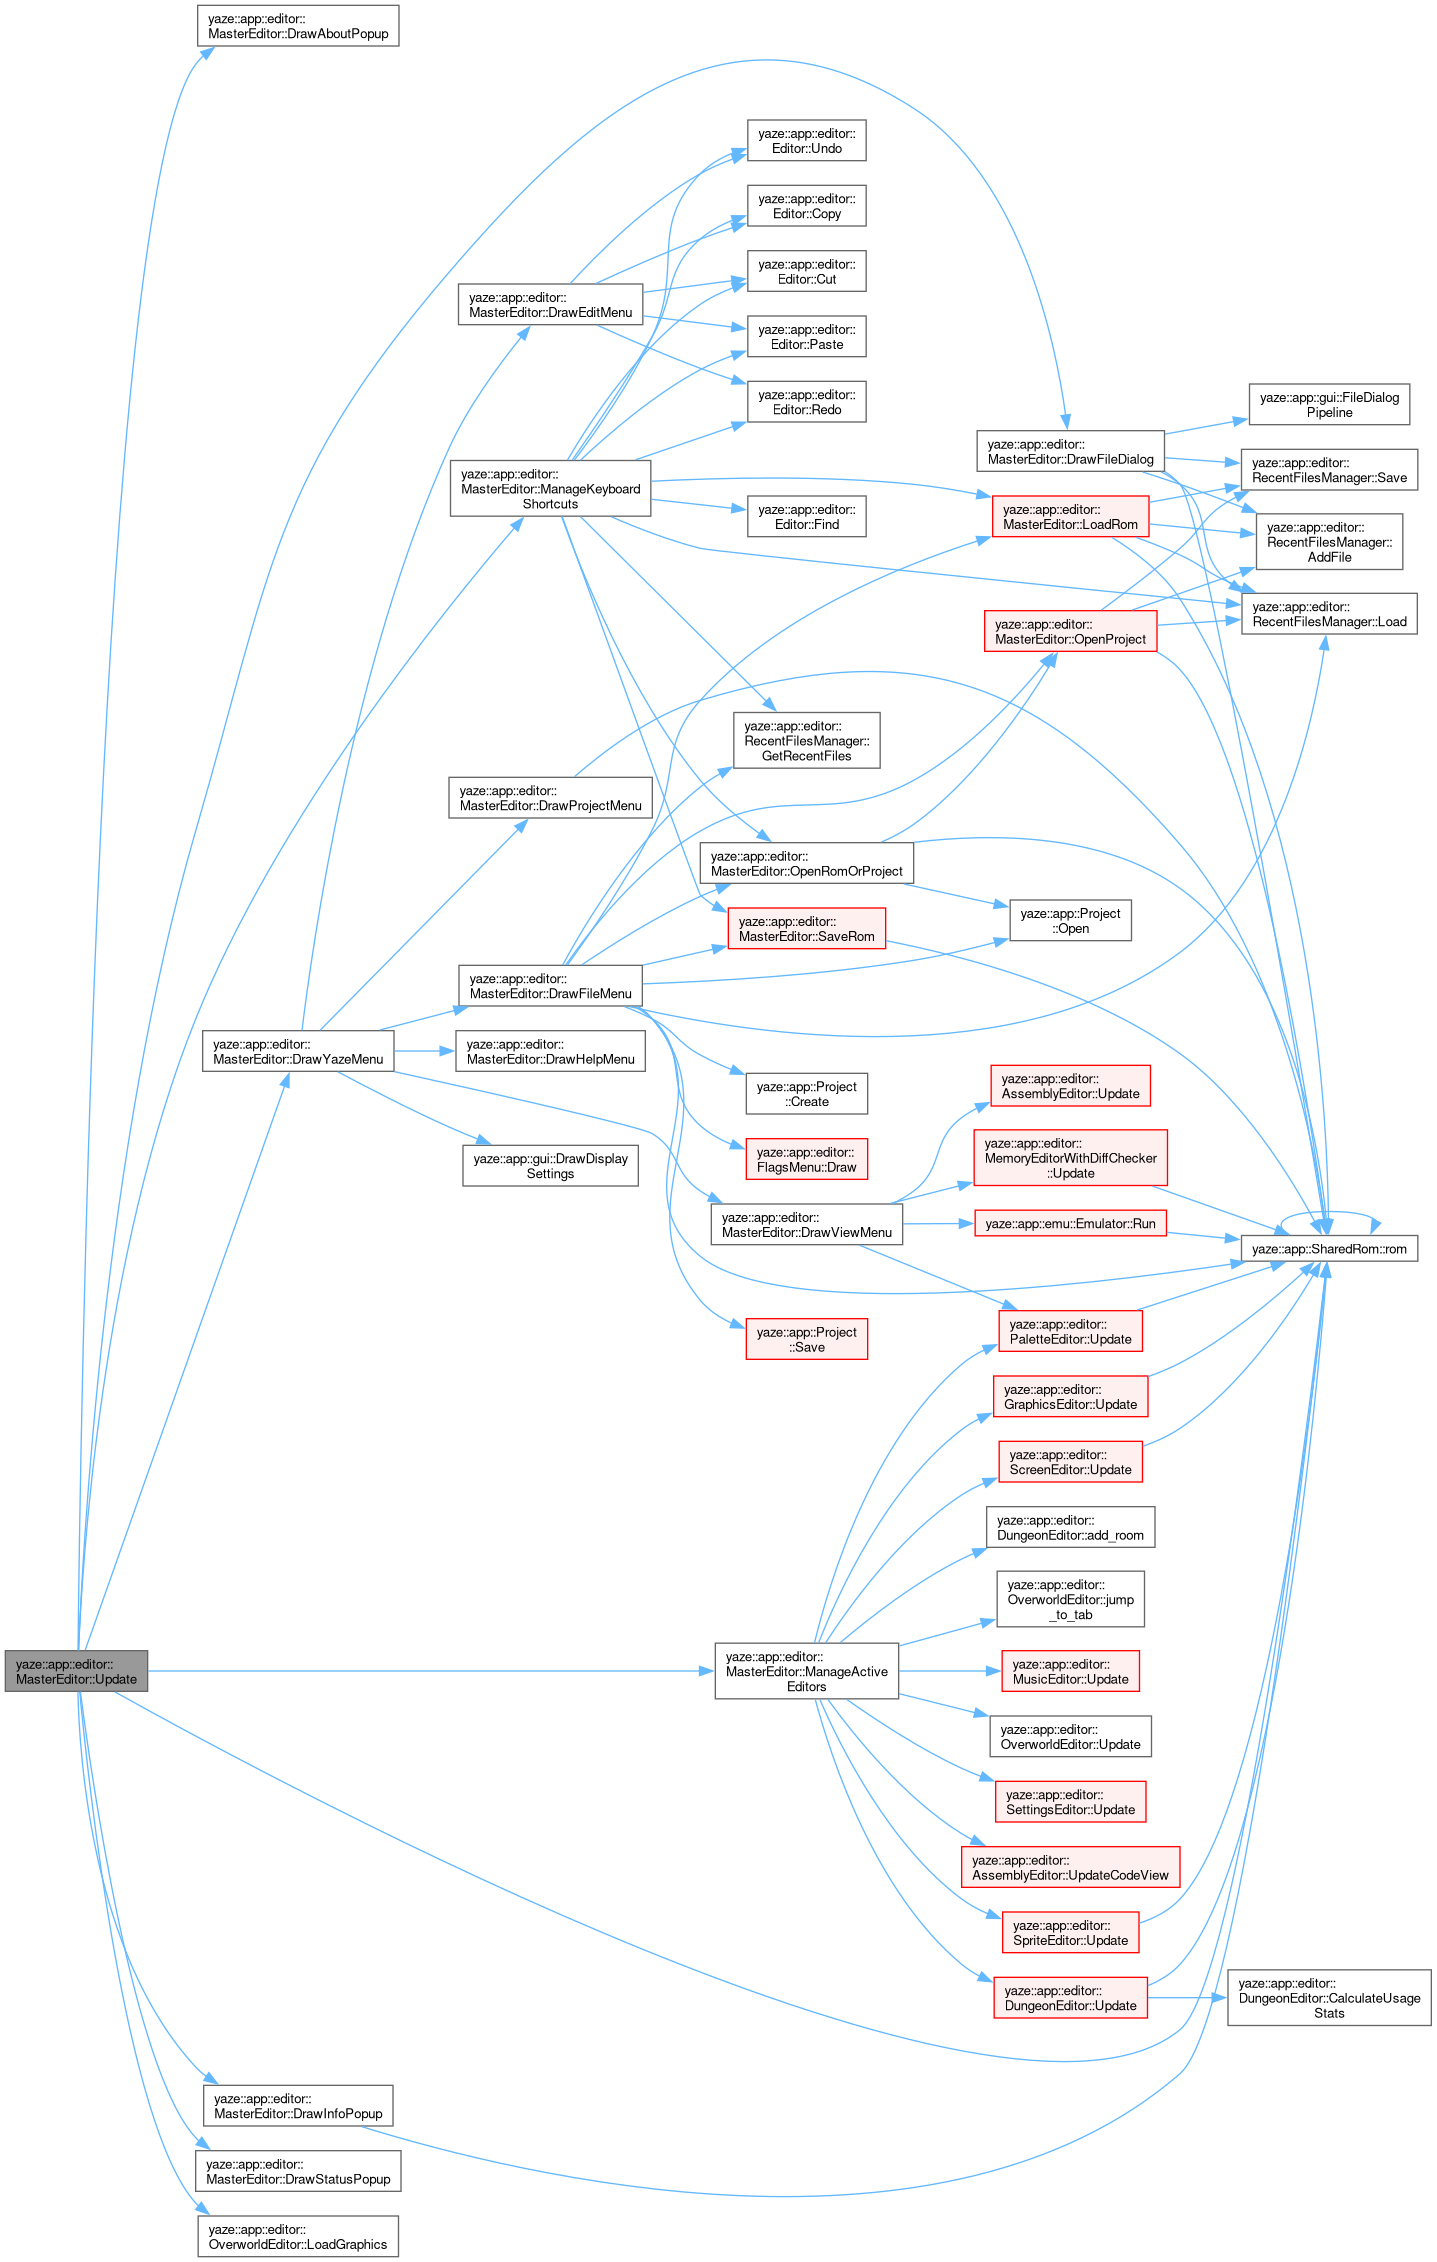 yaze::app::editor::
MasterEditor::DrawAboutPopup
yaze::app::editor::
Editor::Undo
yaze::app::editor::
Editor::Copy
yaze::app::editor::
Editor::Cut
yaze::app::editor::
MasterEditor::DrawEditMenu
yaze::app::editor::
Editor::Paste
yaze::app::editor::
Editor::Redo
yaze::app::gui::FileDialog
Pipeline
yaze::app::editor::
MasterEditor::DrawFileDialog
yaze::app::editor::
RecentFilesManager::Save
yaze::app::editor::
MasterEditor::ManageKeyboard
Shortcuts
yaze::app::editor::
Editor::Find
yaze::app::editor::
MasterEditor::LoadRom
yaze::app::editor::
RecentFilesManager::
AddFile
yaze::app::editor::
RecentFilesManager::Load
yaze::app::editor::
MasterEditor::OpenProject
yaze::app::editor::
RecentFilesManager::
GetRecentFiles
yaze::app::editor::
MasterEditor::DrawProjectMenu
yaze::app::editor::
MasterEditor::OpenRomOrProject
yaze::app::Project
::Open
yaze::app::editor::
MasterEditor::SaveRom
yaze::app::editor::
MasterEditor::DrawFileMenu
yaze::app::editor::
MasterEditor::DrawYazeMenu
yaze::app::editor::
MasterEditor::DrawHelpMenu
yaze::app::Project
::Create
yaze::app::editor::
AssemblyEditor::Update
yaze::app::gui::DrawDisplay
Settings
yaze::app::editor::
FlagsMenu::Draw
yaze::app::editor::
MemoryEditorWithDiffChecker
::Update
yaze::app::editor::
MasterEditor::DrawViewMenu
yaze::app::emu::Emulator::Run
yaze::app::SharedRom::rom
yaze::app::Project
::Save
yaze::app::editor::
PaletteEditor::Update
yaze::app::editor::
GraphicsEditor::Update
yaze::app::editor::
ScreenEditor::Update
yaze::app::editor::
DungeonEditor::add_room
yaze::app::editor::
OverworldEditor::jump
_to_tab
yaze::app::editor::
MasterEditor::Update
yaze::app::editor::
MasterEditor::ManageActive
Editors
yaze::app::editor::
MusicEditor::Update
yaze::app::editor::
OverworldEditor::Update
yaze::app::editor::
SettingsEditor::Update
yaze::app::editor::
AssemblyEditor::UpdateCodeView
yaze::app::editor::
SpriteEditor::Update
yaze::app::editor::
DungeonEditor::Update
yaze::app::editor::
DungeonEditor::CalculateUsage
Stats
yaze::app::editor::
MasterEditor::DrawInfoPopup
yaze::app::editor::
MasterEditor::DrawStatusPopup
yaze::app::editor::
OverworldEditor::LoadGraphics